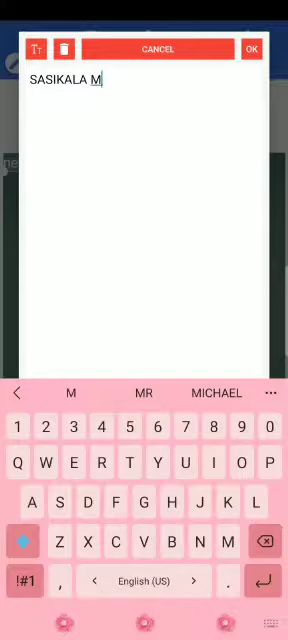 TT
CANCEL
OK
SASIKALA M
ne
M MR MICHAEL
1 2 3 4 5 6 7 8 9 0
Q W E R T Y U I O P
A S D F G H J K L
Z X C V B N M
!#1 , English (US) .